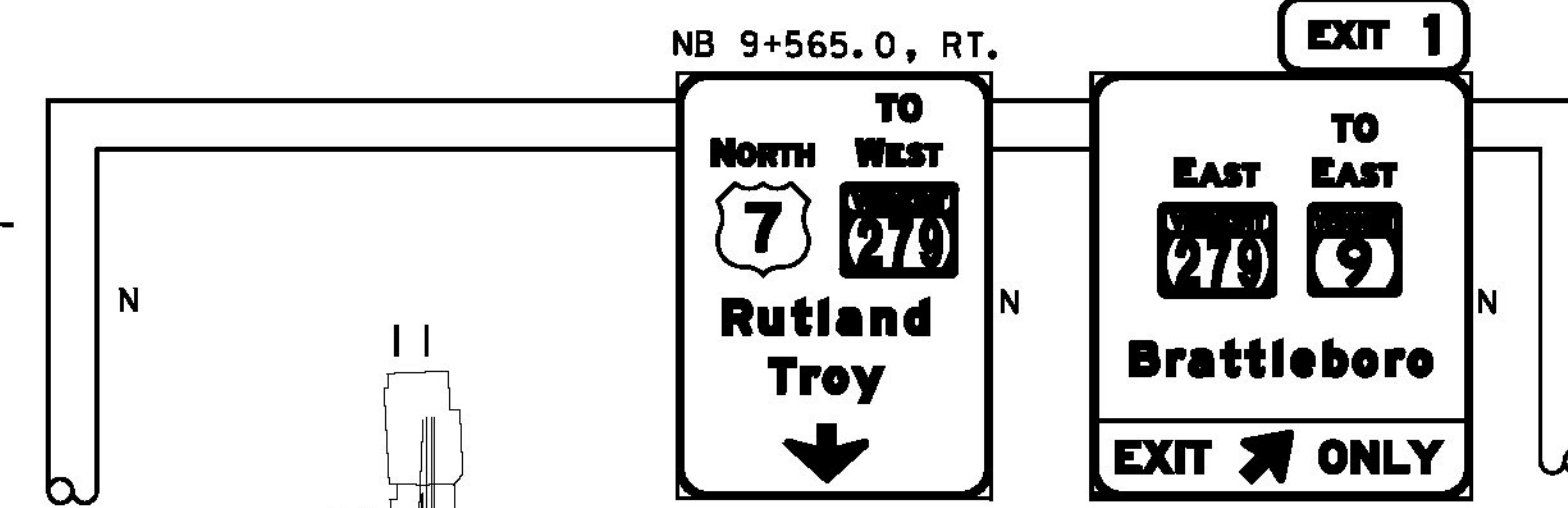 NB 9+565.0, RT.
TO
NORTH WEST
7 279
Rutland
Troy
N
N
N
EXIT 1
TO
EAST EAST
279 9
Brattleboro
EXIT ONLY